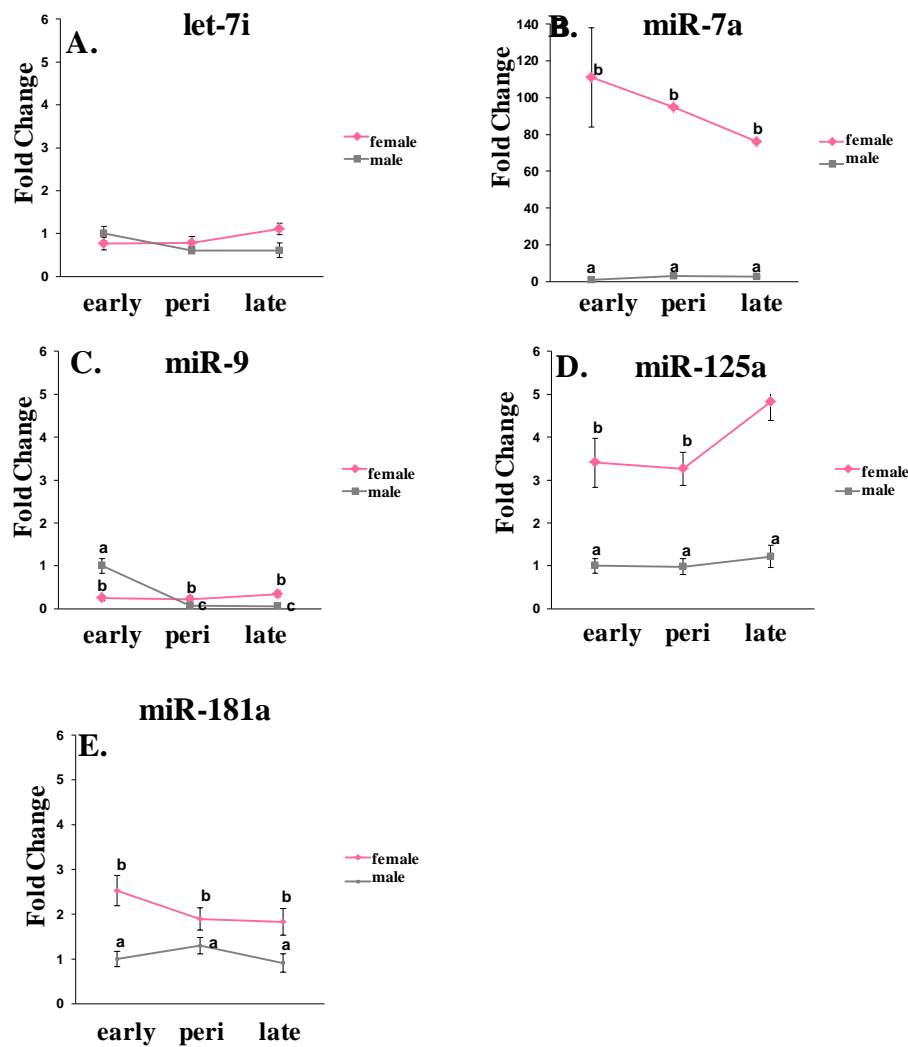 let-7i
A.
Fold Change
6
5
4
3
2
1
0
early peri late
female
male
miR-7a
B.
Fold Change
140
120
100
80
60
40
20
0
b
b
b
a
a
a
early peri late
female
male
miR-9
C.
Fold Change
6
5
4
3
2
1
0
a
b
b
b
c
c
early peri late
female
male
miR-125a
D.
Fold Change
6
5
4
3
2
1
0
b
b
a
a
a
early peri late
female
male
miR-181a
E.
Fold Change
6
5
4
3
2
1
0
b
b
b
a
a
a
early peri late
female
male